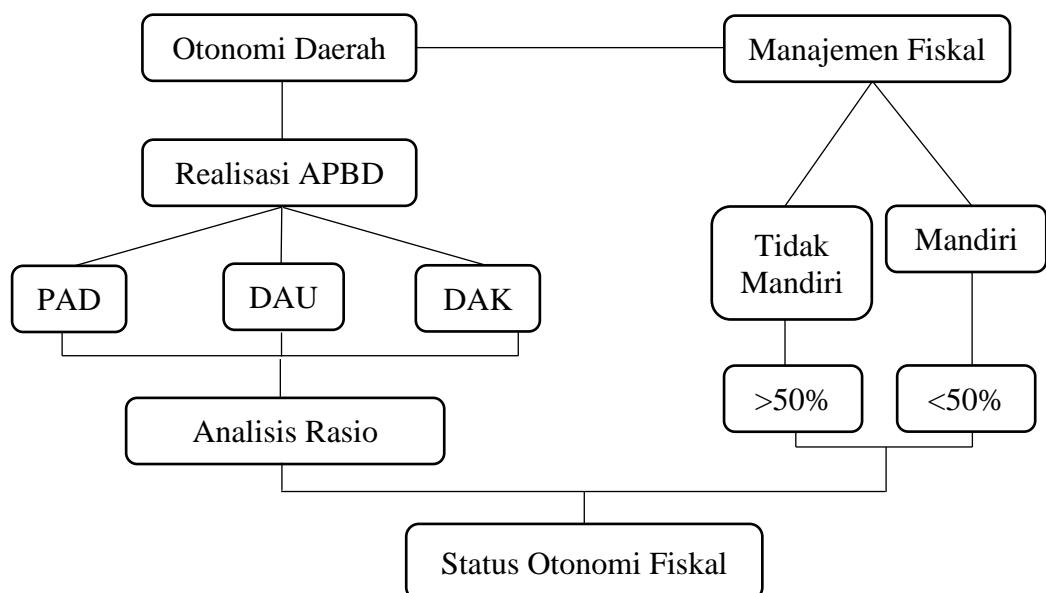 Otonomi Daerah
Manajemen Fiskal
Realisasi APBD
Tidak
Mandiri
Mandiri
PAD
DAU
DAK
>50%
<50%
Analisis Rasio
Status Otonomi Fiskal